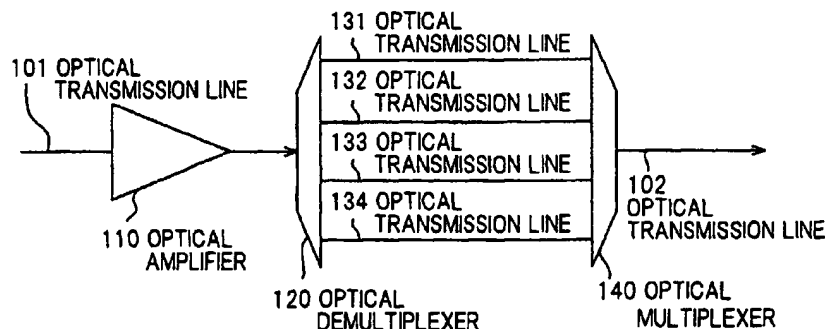 131 OPTICAL
TRANSMISSION LINE
101 OPTICAL
TRANSMISSION LINE
132 OPTICAL
TRANSMISSION LINE
133 OPTICAL
TRANSMISSION LINE
134 OPTICAL
TRANSMISSION LINE
102
OPTICAL
TRANSMISSION LINE
110 OPTICAL
AMPLIFIER
120 OPTICAL
DEMULTIPLEXER
140 OPTICAL
MULTIPLEXER